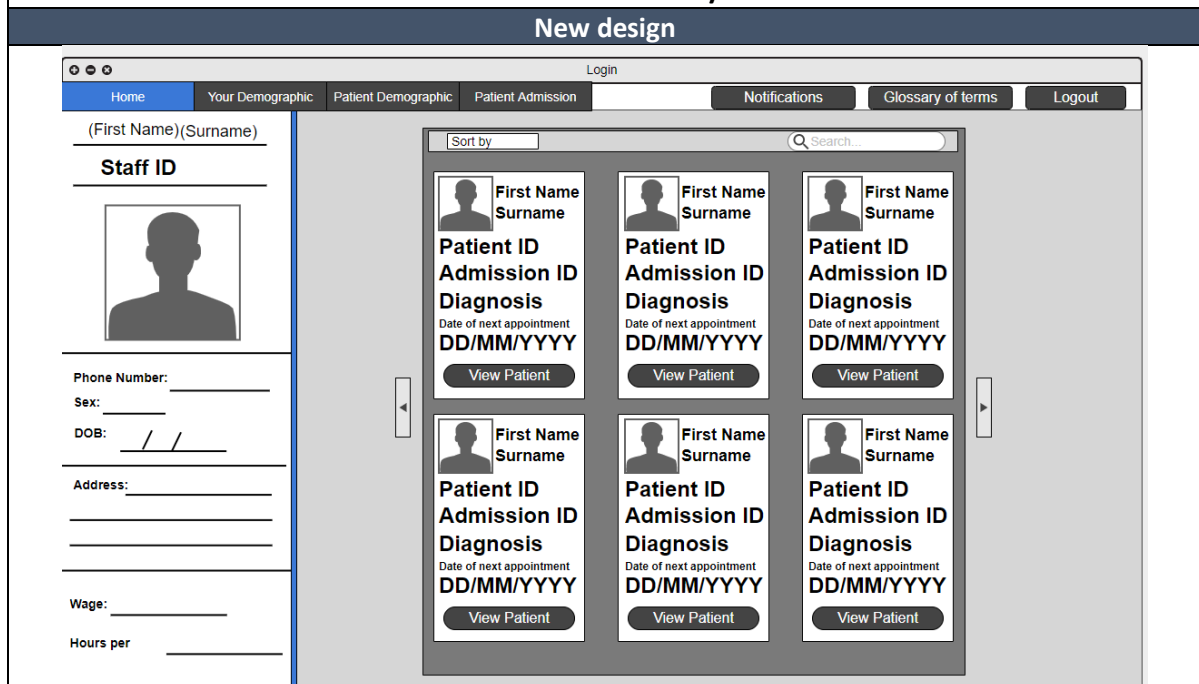 New design
Login
Home Your Demographic Patient Demographic Patient Admission Notifications Glossary of terms Logout
(First Name)(Surname)
Staff ID
Phone Number:
Sex:
DOB: / /
Address:
Wage:
Hours per
Sort by Search...
First Name First Name First Name
Surname Surname Surname
Patient ID Patient ID Patient ID
Admission ID Admission ID Admission ID
Diagnosis Diagnosis Diagnosis
Date of next appointment Date of next appointment Date of next appointment
DD/MM/YYYY DD/MM/YYYY DD/MM/YYYY
View Patient View Patient View Patient
First Name First Name First Name
Surname Surname Surname
Patient ID Patient ID Patient ID
Admission ID Admission ID Admission ID
Diagnosis Diagnosis Diagnosis
Date of next appointment Date of next appointment Date of next appointment
DD/MM/YYYY DD/MM/YYYY DD/MM/YYYY
View Patient View Patient View Patient